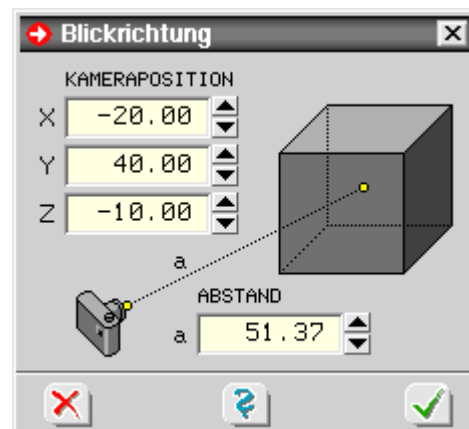 Blickrichtung
KAMERAPOSITION
X -20.00
Y 40.00
Z -10.00
a
ABSTAND
a 51.37